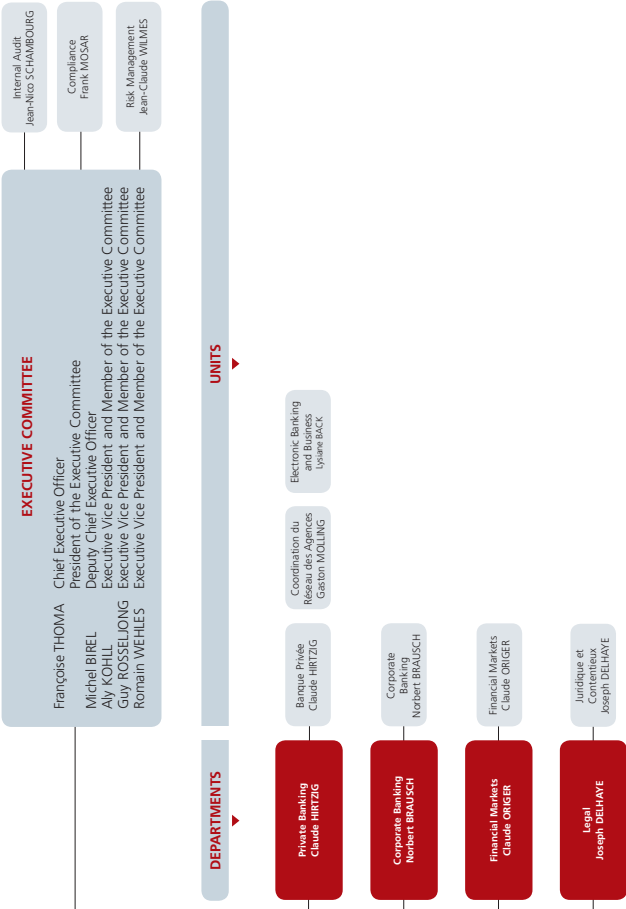 EXECUTIVE COMMITTEE
Françoise THOMA Chief Executive Officer
President of the Executive Committee
Michel BIREL Deputy Chief Executive Officer
Aly KOHLL Executive Vice President and Member of the Executive Committee
Guy ROSSELJONG Executive Vice President and Member of the Executive Committee
Romain WEHLES Executive Vice President and Member of the Executive Committee
Internal Audit
Jean-Nico SCHAMBOURG
Compliance
Frank MOSAR
Risk Management
Jean-Claude WILMES
DEPARTMENTS
UNITS
Private Banking
Claude HIRTZIG
Banque Privée
Claude HIRTZIG
Coordination du
Réseau des Agences
Gaston MOLLING
Electronic Banking
and Business
Lysiane BACK
Corporate Banking
Norbert BRAUSCH
Corporate
Banking
Norbert BRAUSCH
Financial Markets
Claude ORIGER
Financial Markets
Claude ORIGER
Legal
Joseph DELHAYE
Juridique et
Contentieux
Joseph DELHAYE